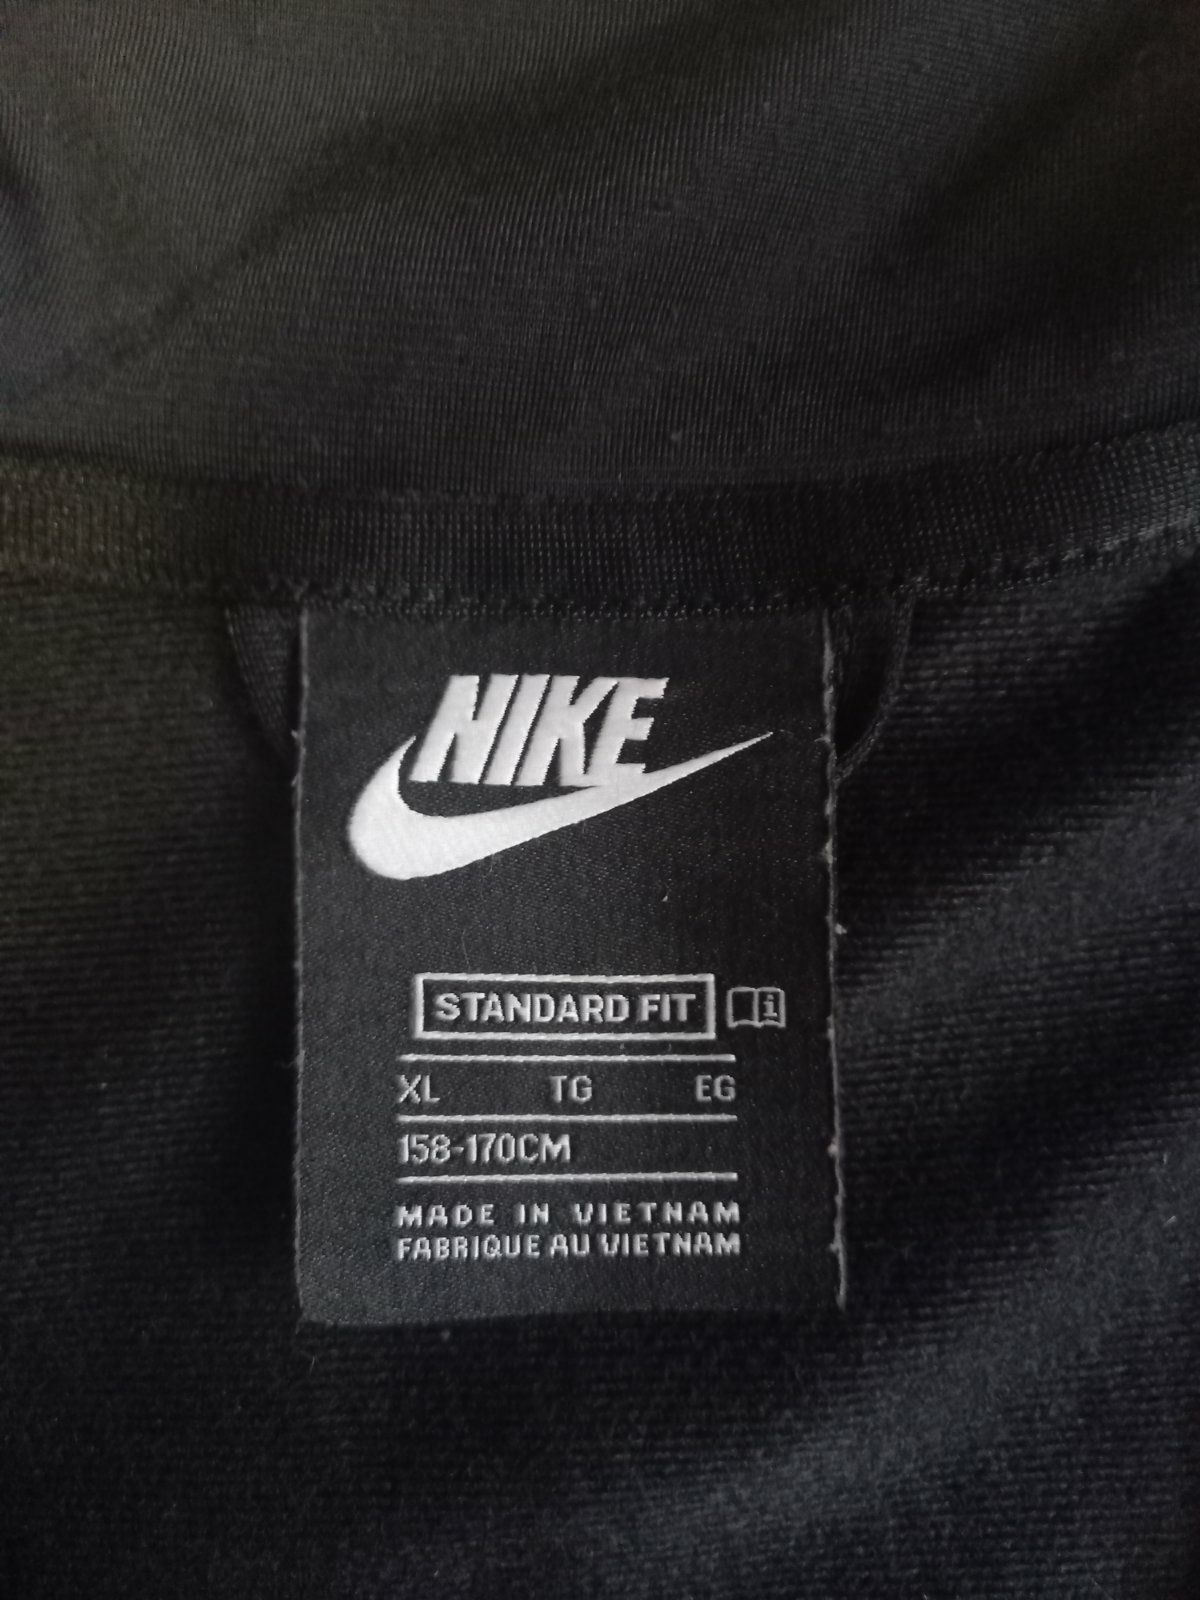 NIKE
STANDARD FIT
XL TG EG
158-170CM
MADE IN VIETNAM
FABRIQUE AU VIETNAM